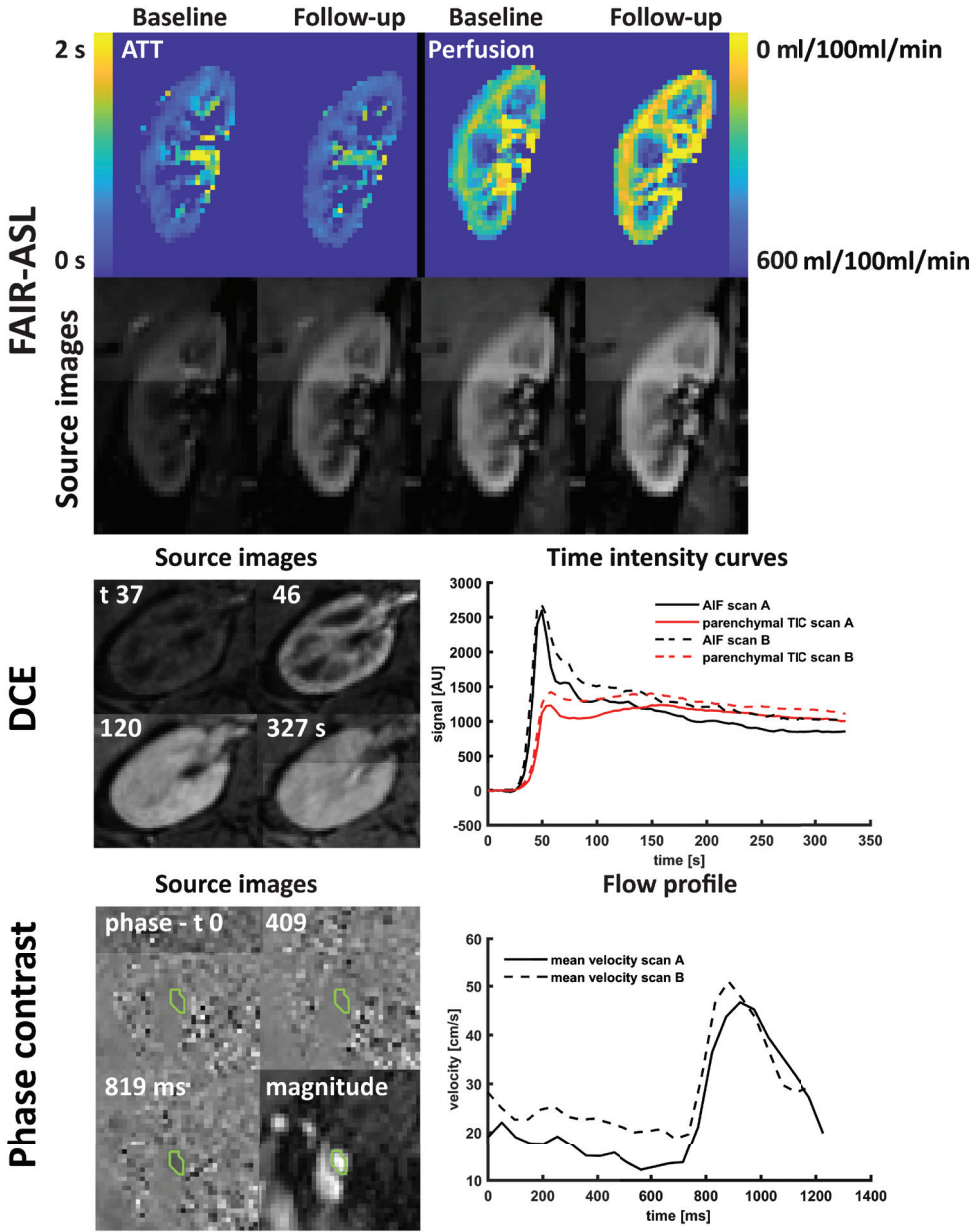 Baseline Follow-up Baseline Follow-up
2 s ATT Perfusion 0 ml/100ml/min
0 s 600 ml/100ml/min
FAIR-ASL
Source images
Source images Time intensity curves
DCE
t 37 46
120 327 s
AIF scan A
parenchymal TIC scan A
AIF scan B
parenchymal TIC scan B
signal [AU]
3000
2500
2000
1500
1000
500
0
-500
0 50 100 150 200 250 300 350
time [s]
Source images Flow profile
Phase contrast
phase - t 0 409
819 ms magnitude
mean velocity scan A
mean velocity scan B
velocity [cm/s]
60
50
40
30
20
10
0 200 400 600 800 1000 1200 1400
time [ms]